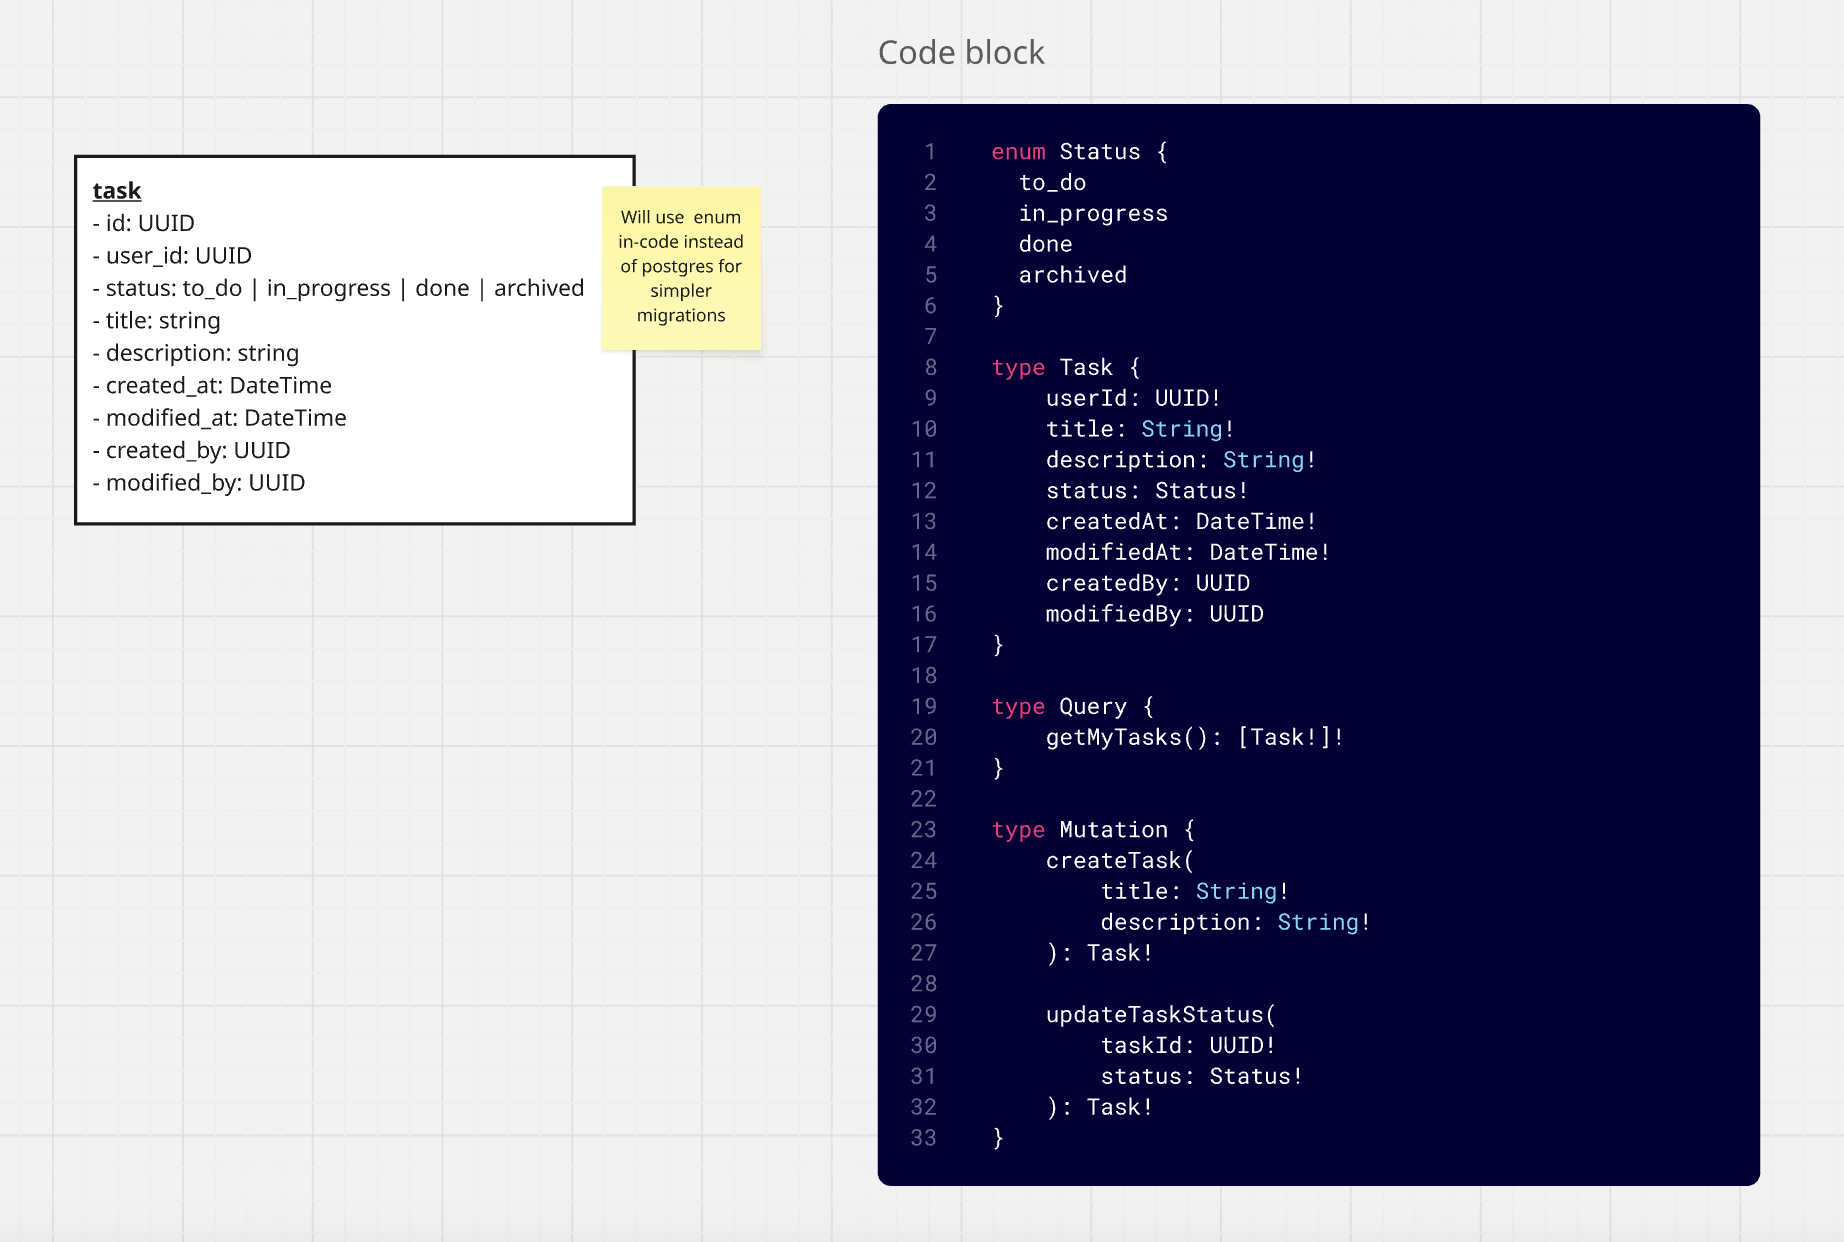 Code block
task
- id: UUID
- user_id: UUID
- status: to_do | in_progress | done | archived
- title: string
- description: string
- created_at: DateTime
- modified_at: DateTime
- created_by: UUID
- modified_by: UUID
Will use  enum
in-code instead
of postgres for
simpler
migrations
1 enum Status {
2   to_do
3   in_progress
4   done
5   archived
6 }
7
8 type Task {
9     userId: UUID!
10     title: String!
11     description: String!
12     status: Status!
13     createdAt: DateTime!
14     modifiedAt: DateTime!
15     createdBy: UUID
16     modifiedBy: UUID
17 }
18
19 type Query {
20     getMyTasks(): [Task!]!
21 }
22
23 type Mutation {
24     createTask(
25         title: String!
26         description: String!
27     ): Task!
28
29     updateTaskStatus(
30         taskId: UUID!
31         status: Status!
32     ): Task!
33 }